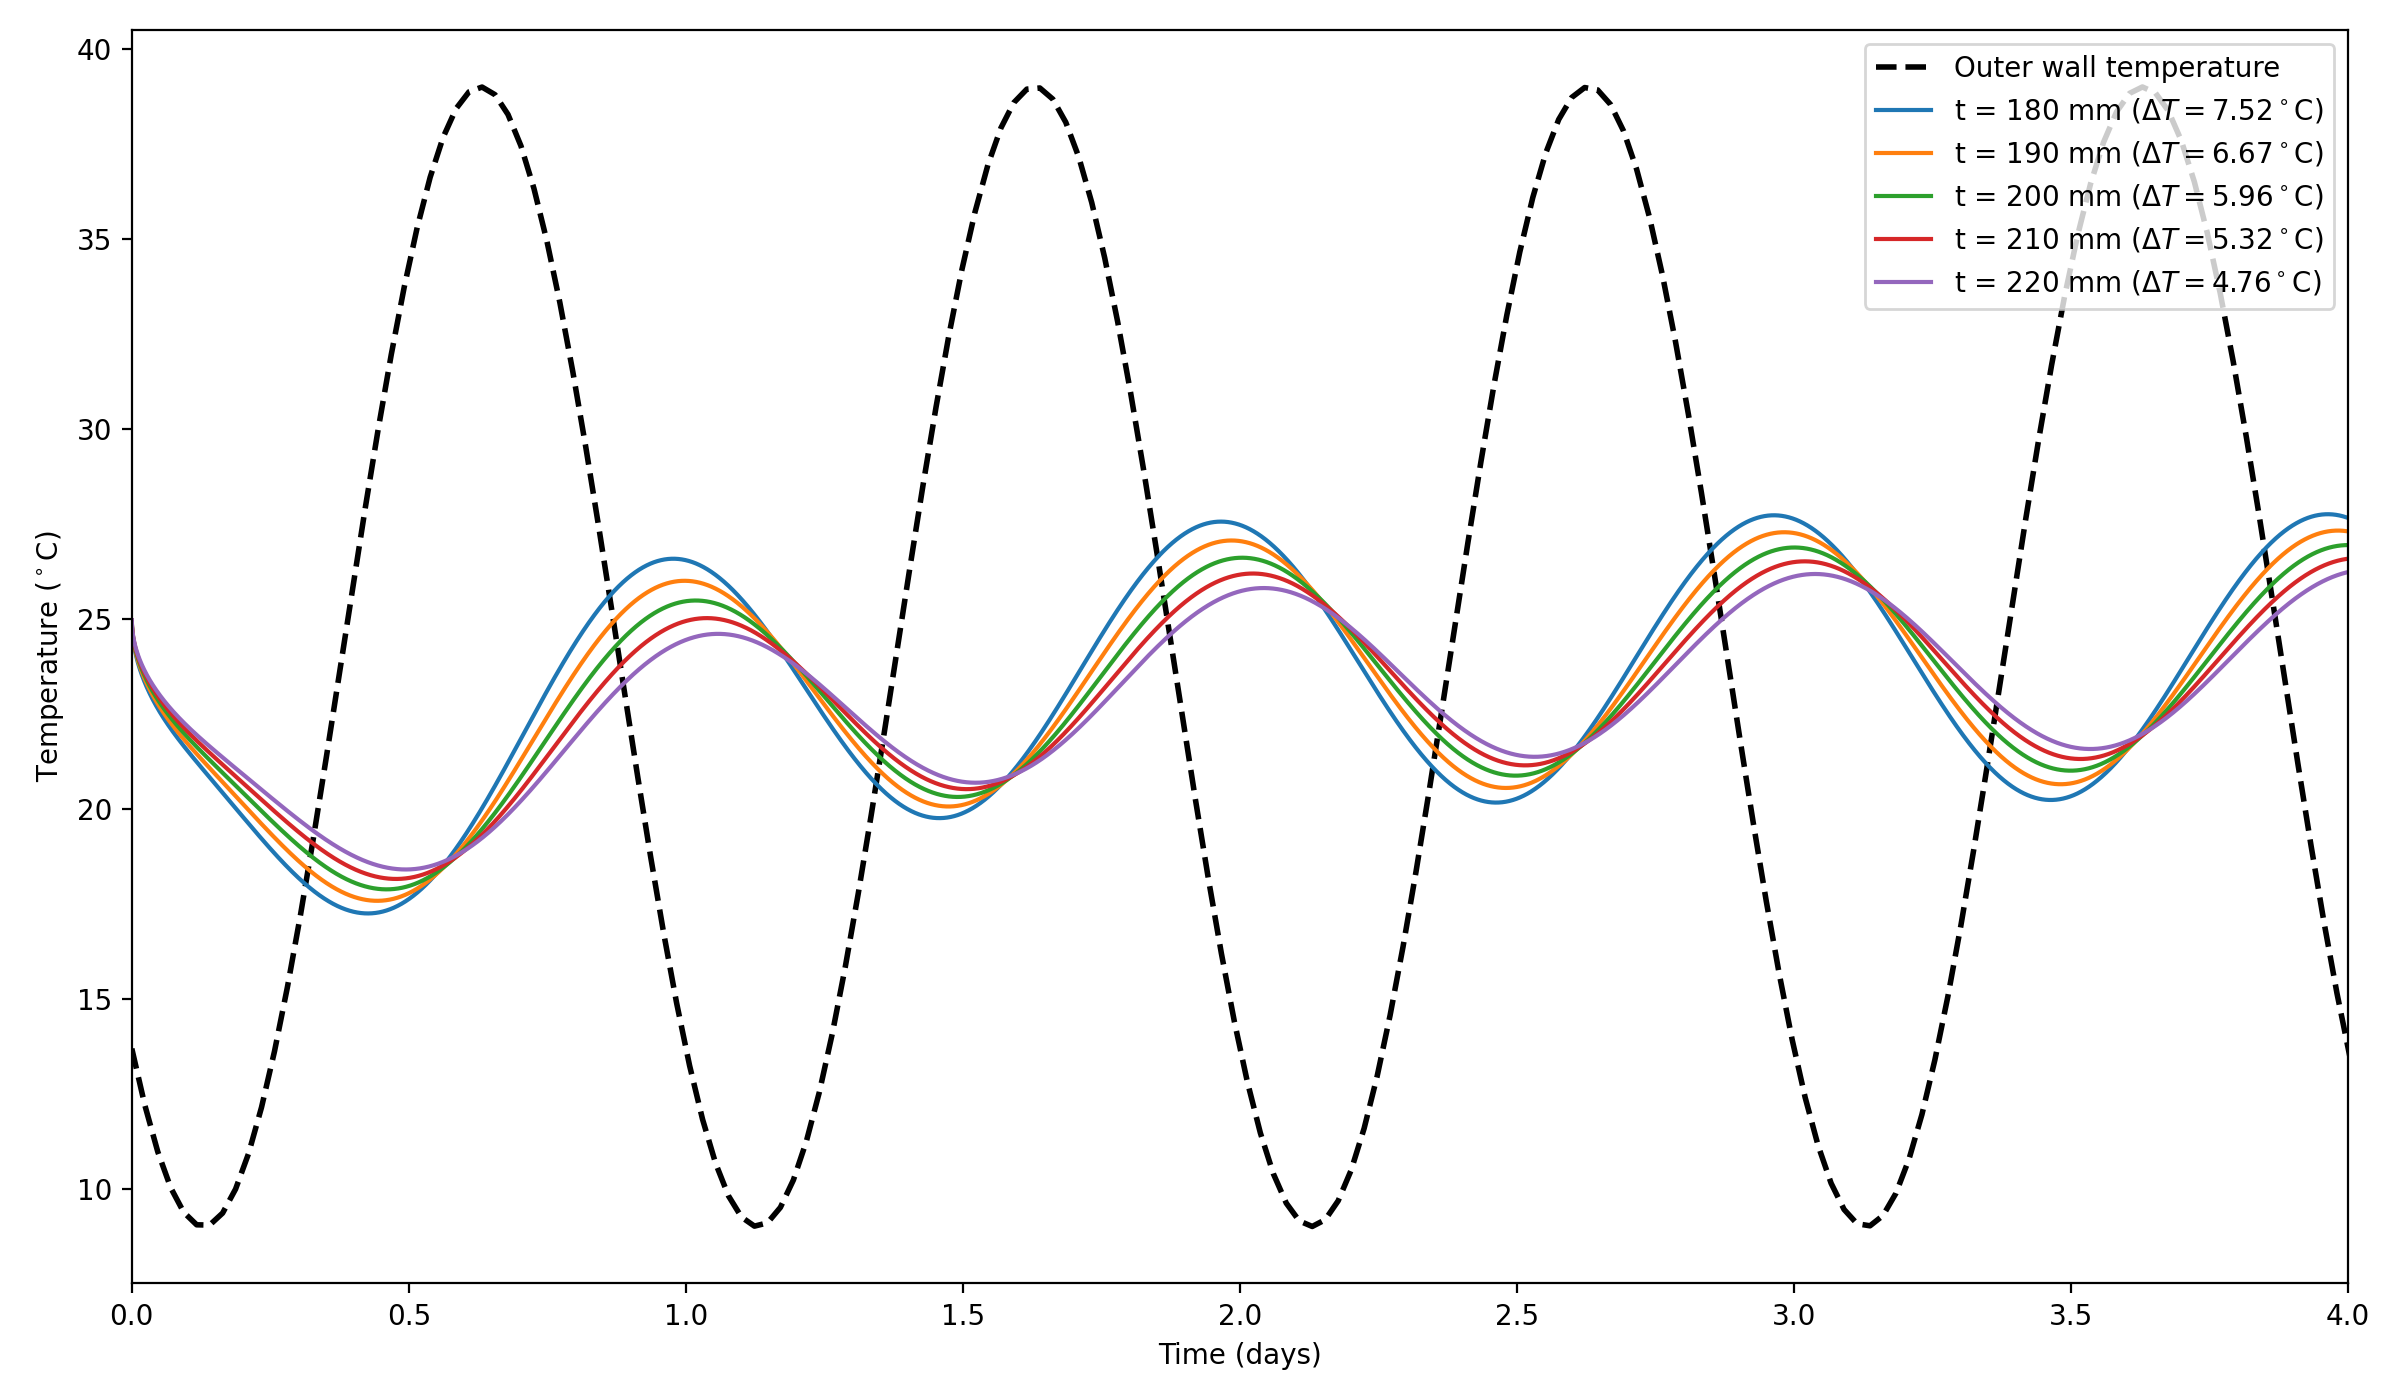 40
35
30
25
20
15
10
Temperature (°C)
0.0 0.5 1.0 1.5 2.0 2.5 3.0 3.5 4.0
Time (days)
Outer wall temperature
t = 180 mm (ΔT = 7.52°C)
t = 190 mm (ΔT = 6.67°C)
t = 200 mm (ΔT = 5.96°C)
t = 210 mm (ΔT = 5.32°C)
t = 220 mm (ΔT = 4.76°C)